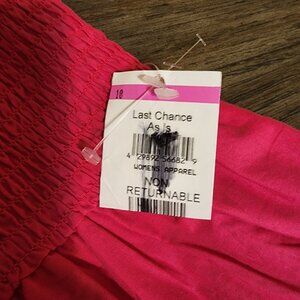 18
Last Chance
As Is
4 29892 56682 9
WOMENS APPAREL
NON
RETURNABLE